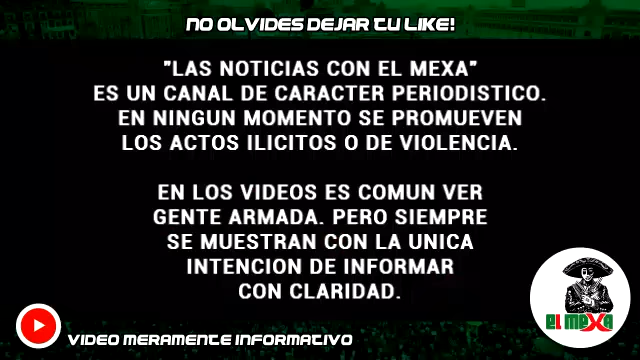 NO OLVIDES DEJAR TU LIKE!
"LAS NOTICIAS CON EL MEXA"
ES UN CANAL DE CARACTER PERIODISTICO.
EN NINGUN MOMENTO SE PROMUEVEN
LOS ACTOS ILICITOS O DE VIOLENCIA.
EN LOS VIDEOS ES COMUN VER
GENTE ARMADA. PERO SIEMPRE
SE MUESTRAN CON LA UNICA
INTENCION DE INFORMAR
CON CLARIDAD.
EL MEXA
VIDEO MERAMENTE INFORMATIVO